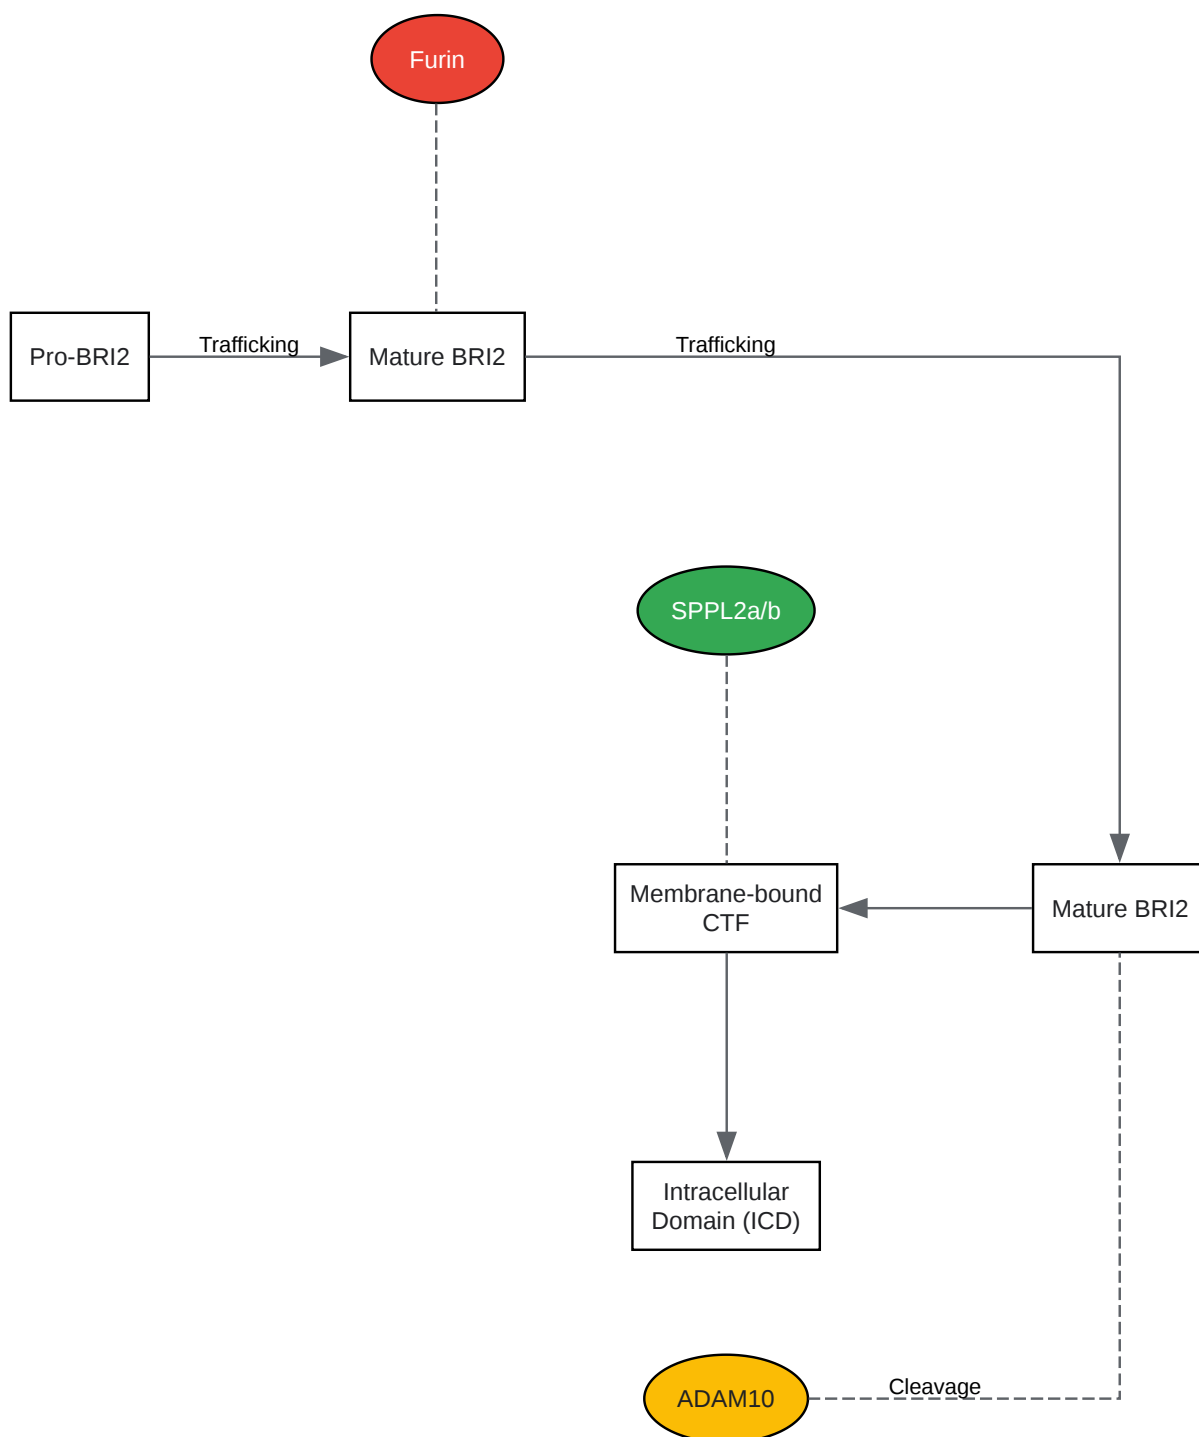 Furin
Pro-BRI2
Trafficking
Mature BRI2
Trafficking
SPPL2a/b
Membrane-bound
CTF
Mature BRI2
Intracellular
Domain (ICD)
ADAM10
Cleavage